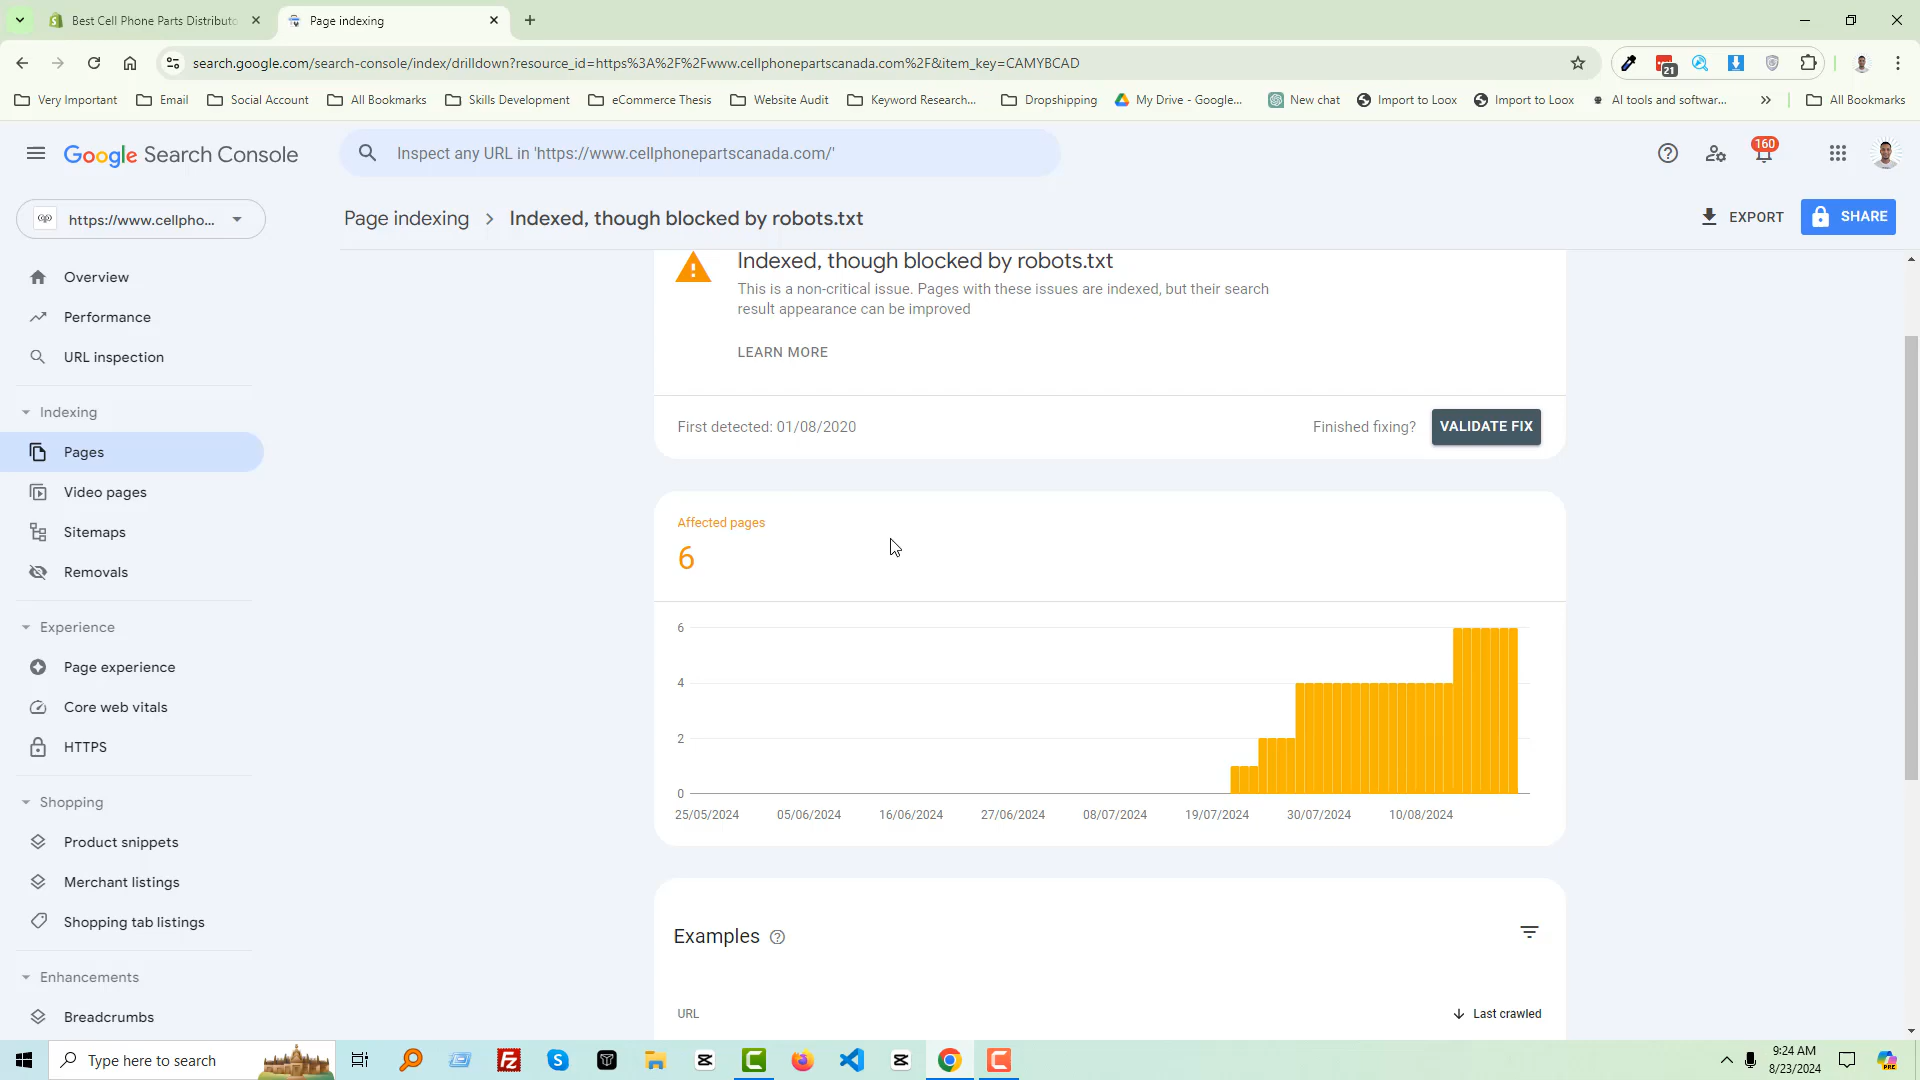 Best Cell Phone Parts Distributo
Page indexing
search.google.com/search-console/index/drilldown?resource_id=https%3A%2F%2Fwww.cellphonepartscanada.com%2F&item_key=CAMYBCAD
21
Very Important
Email
Social Account
All Bookmarks
Skills Development
eCommerce Thesis
Website Audit
Keyword Research...
Dropshipping
My Drive - Google...
New chat
Import to Loox
Import to Loox
AI tools and softwar...
All Bookmarks
Google Search Console
Inspect any URL in 'https://www.cellphonepartscanada.com/'
160
https://www.cellpho...
Page indexing
Indexed, though blocked by robots.txt
EXPORT
SHARE
Overview
Performance
URL inspection
Indexing
Pages
Video pages
Sitemaps
Removals
Experience
Page experience
Core web vitals
HTTPS
Shopping
Product snippets
Merchant listings
Shopping tab listings
Enhancements
Breadcrumbs
Indexed, though blocked by robots.txt
This is a non-critical issue. Pages with these issues are indexed, but their search
result appearance can be improved
LEARN MORE
First detected: 01/08/2020
Finished fixing?
VALIDATE FIX
Affected pages
6
6
4
2
0
25/05/2024
05/06/2024
16/06/2024
27/06/2024
08/07/2024
19/07/2024
30/07/2024
10/08/2024
Examples
URL
Last crawled
Type here to search
9:24 AM
8/23/2024